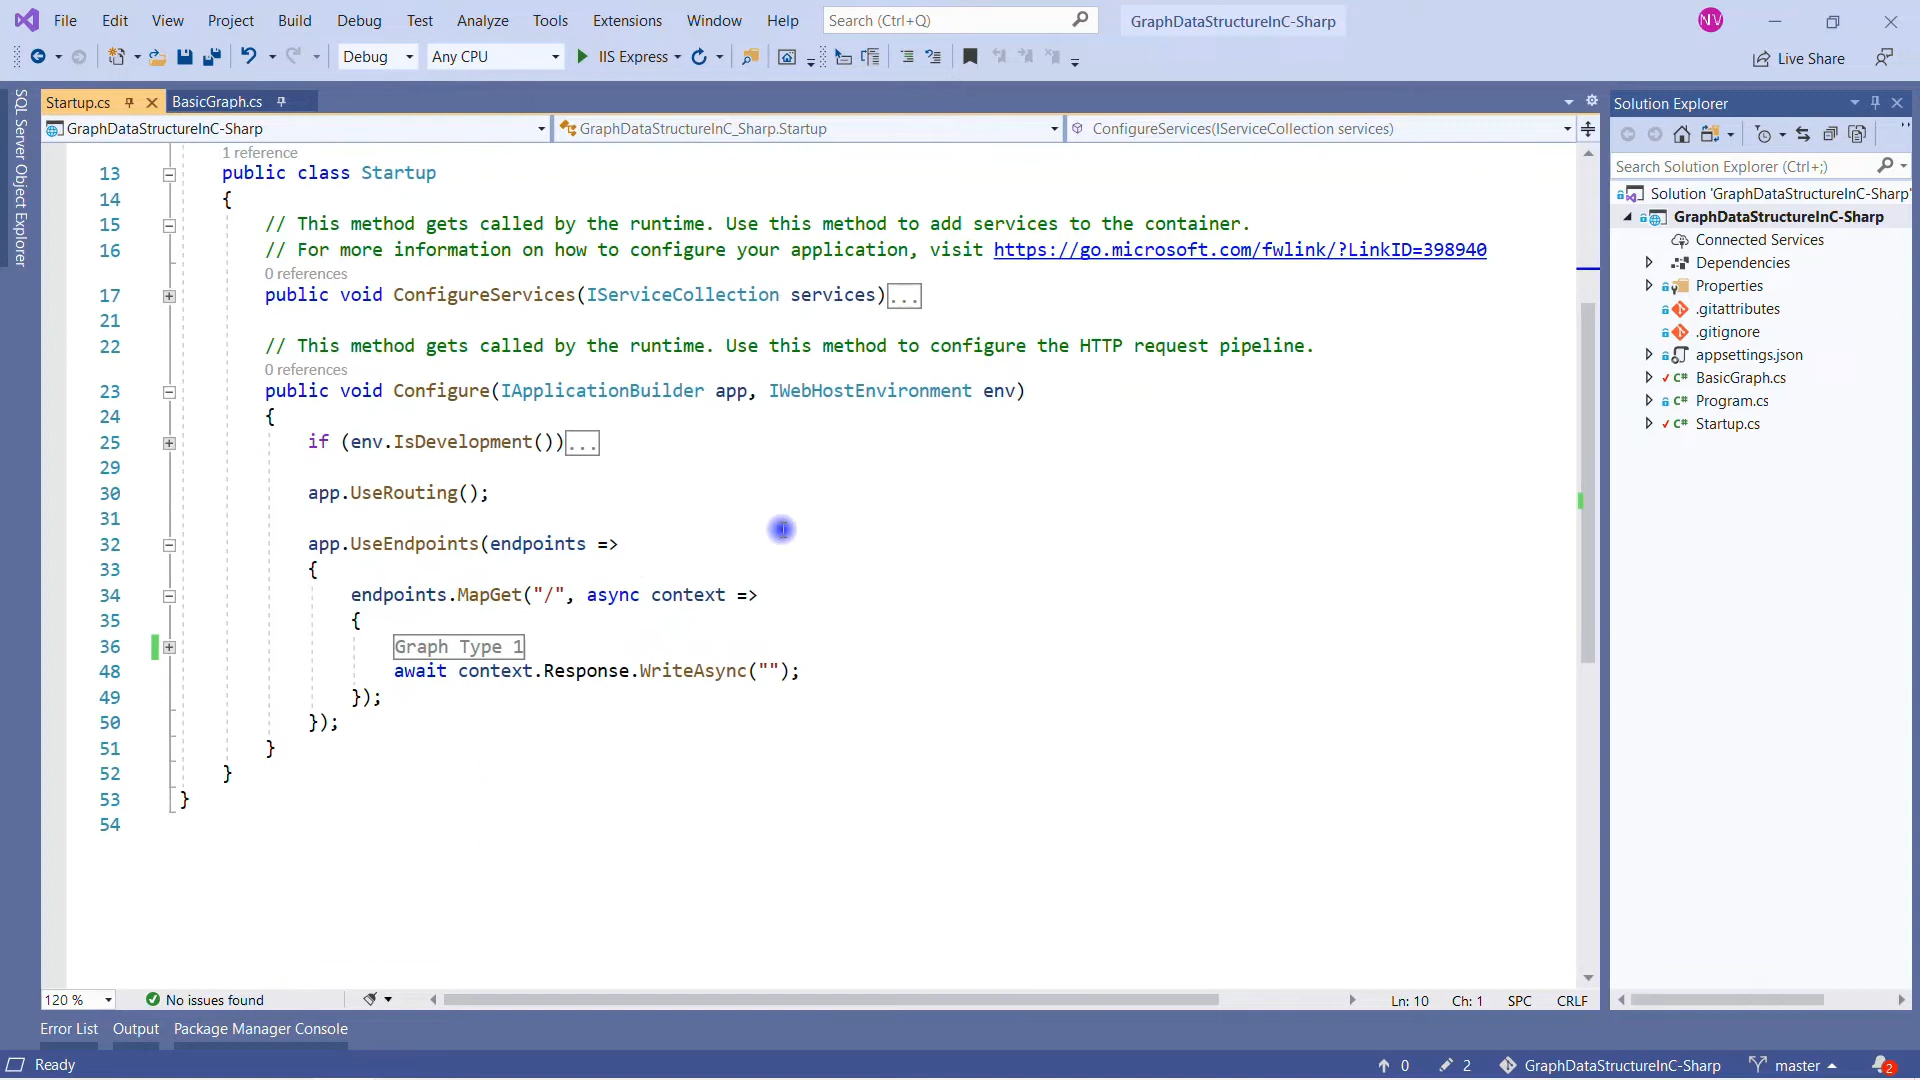 File Edit View Project Build Debug Test Analyze Tools Extensions Window Help Search (Ctrl+Q) GraphDataStructureInC-Sharp NV
Debug Any CPU IIS Express Live Share
SQL Server Object Explorer
Startup.cs BasicGraph.cs
GraphDataStructureInC-Sharp GraphDataStructureInC_Sharp.Startup ConfigureServices(IServiceCollection services)
1 reference
13 public class Startup
14 {
15 // This method gets called by the runtime. Use this method to add services to the container.
16 // For more information on how to configure your application, visit https://go.microsoft.com/fwlink/?LinkID=398940
0 references
17 public void ConfigureServices(IServiceCollection services)...
21
22 // This method gets called by the runtime. Use this method to configure the HTTP request pipeline.
0 references
23 public void Configure(IApplicationBuilder app, IWebHostEnvironment env)
24 {
25 if (env.IsDevelopment())...
29
30 app.UseRouting();
31
32 app.UseEndpoints(endpoints =>
33 {
34 endpoints.MapGet("/", async context =>
35 {
36 Graph Type 1
48 await context.Response.WriteAsync("");
49 });
50 });
51 }
52 }
53 }
54
120 % No issues found Ln: 10 Ch: 1 SPC CRLF
Solution Explorer
Search Solution Explorer (Ctrl+;)
Solution 'GraphDataStructureInC-Sharp'
GraphDataStructureInC-Sharp
Connected Services
Dependencies
Properties
.gitattributes
.gitignore
appsettings.json
C# BasicGraph.cs
C# Program.cs
C# Startup.cs
Error List Output Package Manager Console
Ready 0 2 GraphDataStructureInC-Sharp master 2